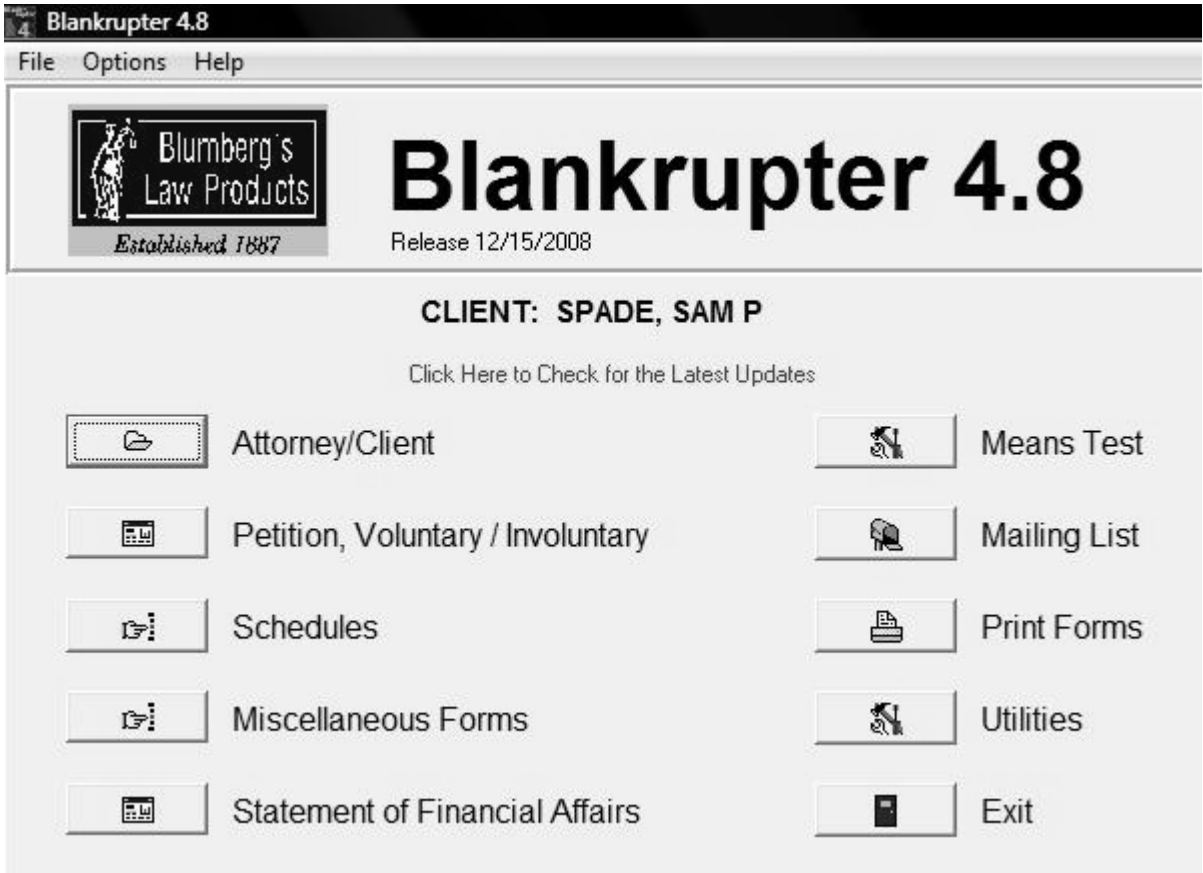 Blankrupter 4.8
File Options Help
Blumberg's
Law Products
Established 1887
Blankrupter 4.8
Release 12/15/2008
CLIENT: SPADE, SAM P
Click Here to Check for the Latest Updates
Attorney/Client
Means Test
Petition, Voluntary / Involuntary
Mailing List
Schedules
Print Forms
Miscellaneous Forms
Utilities
Statement of Financial Affairs
Exit